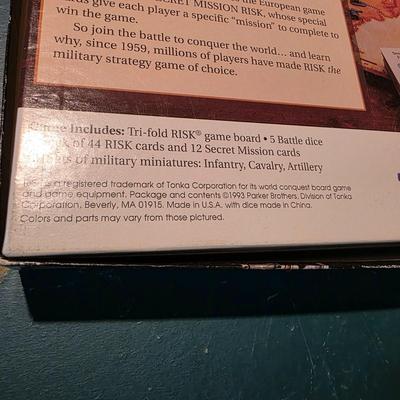 give each player a specific "mission" to complete to
win the game.
So join the battle to conquer the world... and learn
why, since 1959, millions of players have made RISK the
military strategy game of choice.
Includes: Tri-fold RISK® game board • 5 Battle dice
of 44 RISK cards and 12 Secret Mission cards
of military miniatures: Infantry, Cavalry, Artillery
is a registered trademark of Tonka Corporation for its world conquest board game
and game equipment. Package and contents ©1993 Parker Brothers, Division of Tonka
Corporation, Beverly, MA 01915. Made in U.S.A. with dice made in China.
Colors and parts may vary from those pictured.